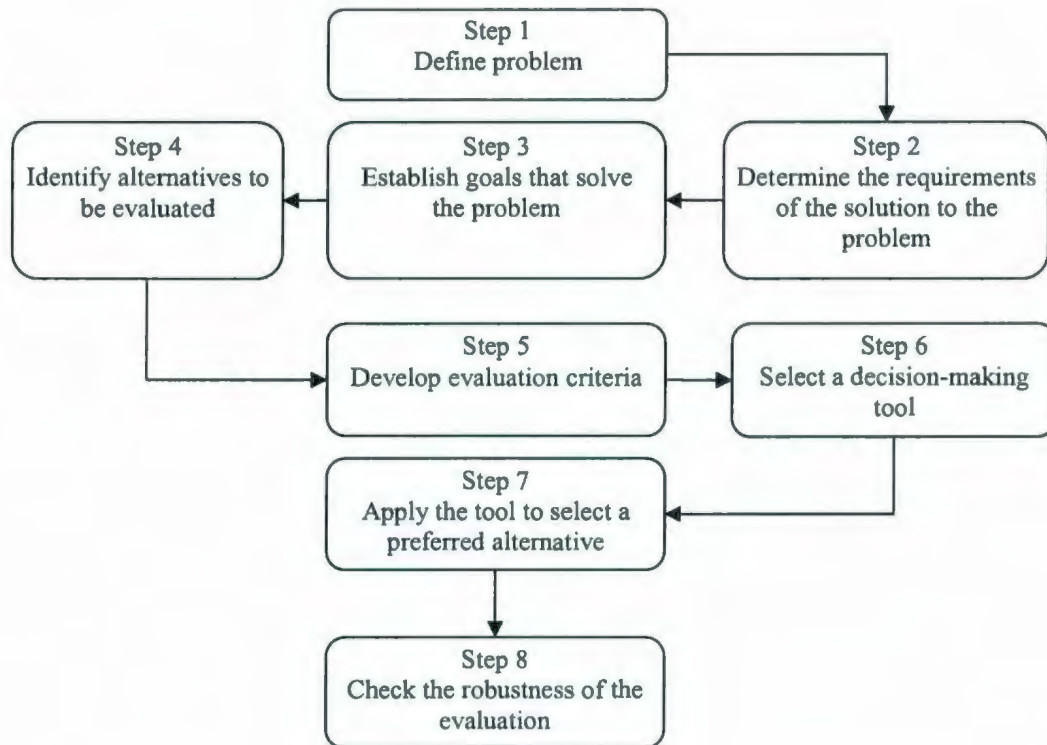 Step 1
Define problem
Step 2
Determine the requirements
of the solution to the
problem
Step 3
Establish goals that solve
the problem
Step 4
Identify alternatives to
be evaluated
Step 5
Develop evaluation criteria
Step 6
Select a decision-making
tool
Step 7
Apply the tool to select a
preferred alternative
Step 8
Check the robustness of the
evaluation